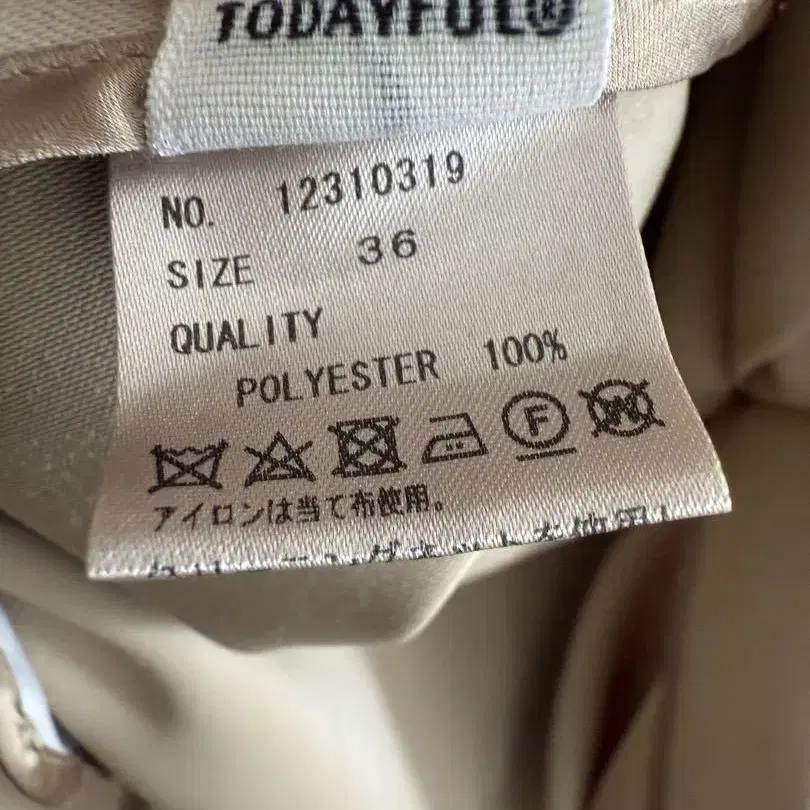 TODAYFUL®
NO. 12310319
SIZE 36
QUALITY
POLYESTER 100%
F
W
アイロンは当て布使用。